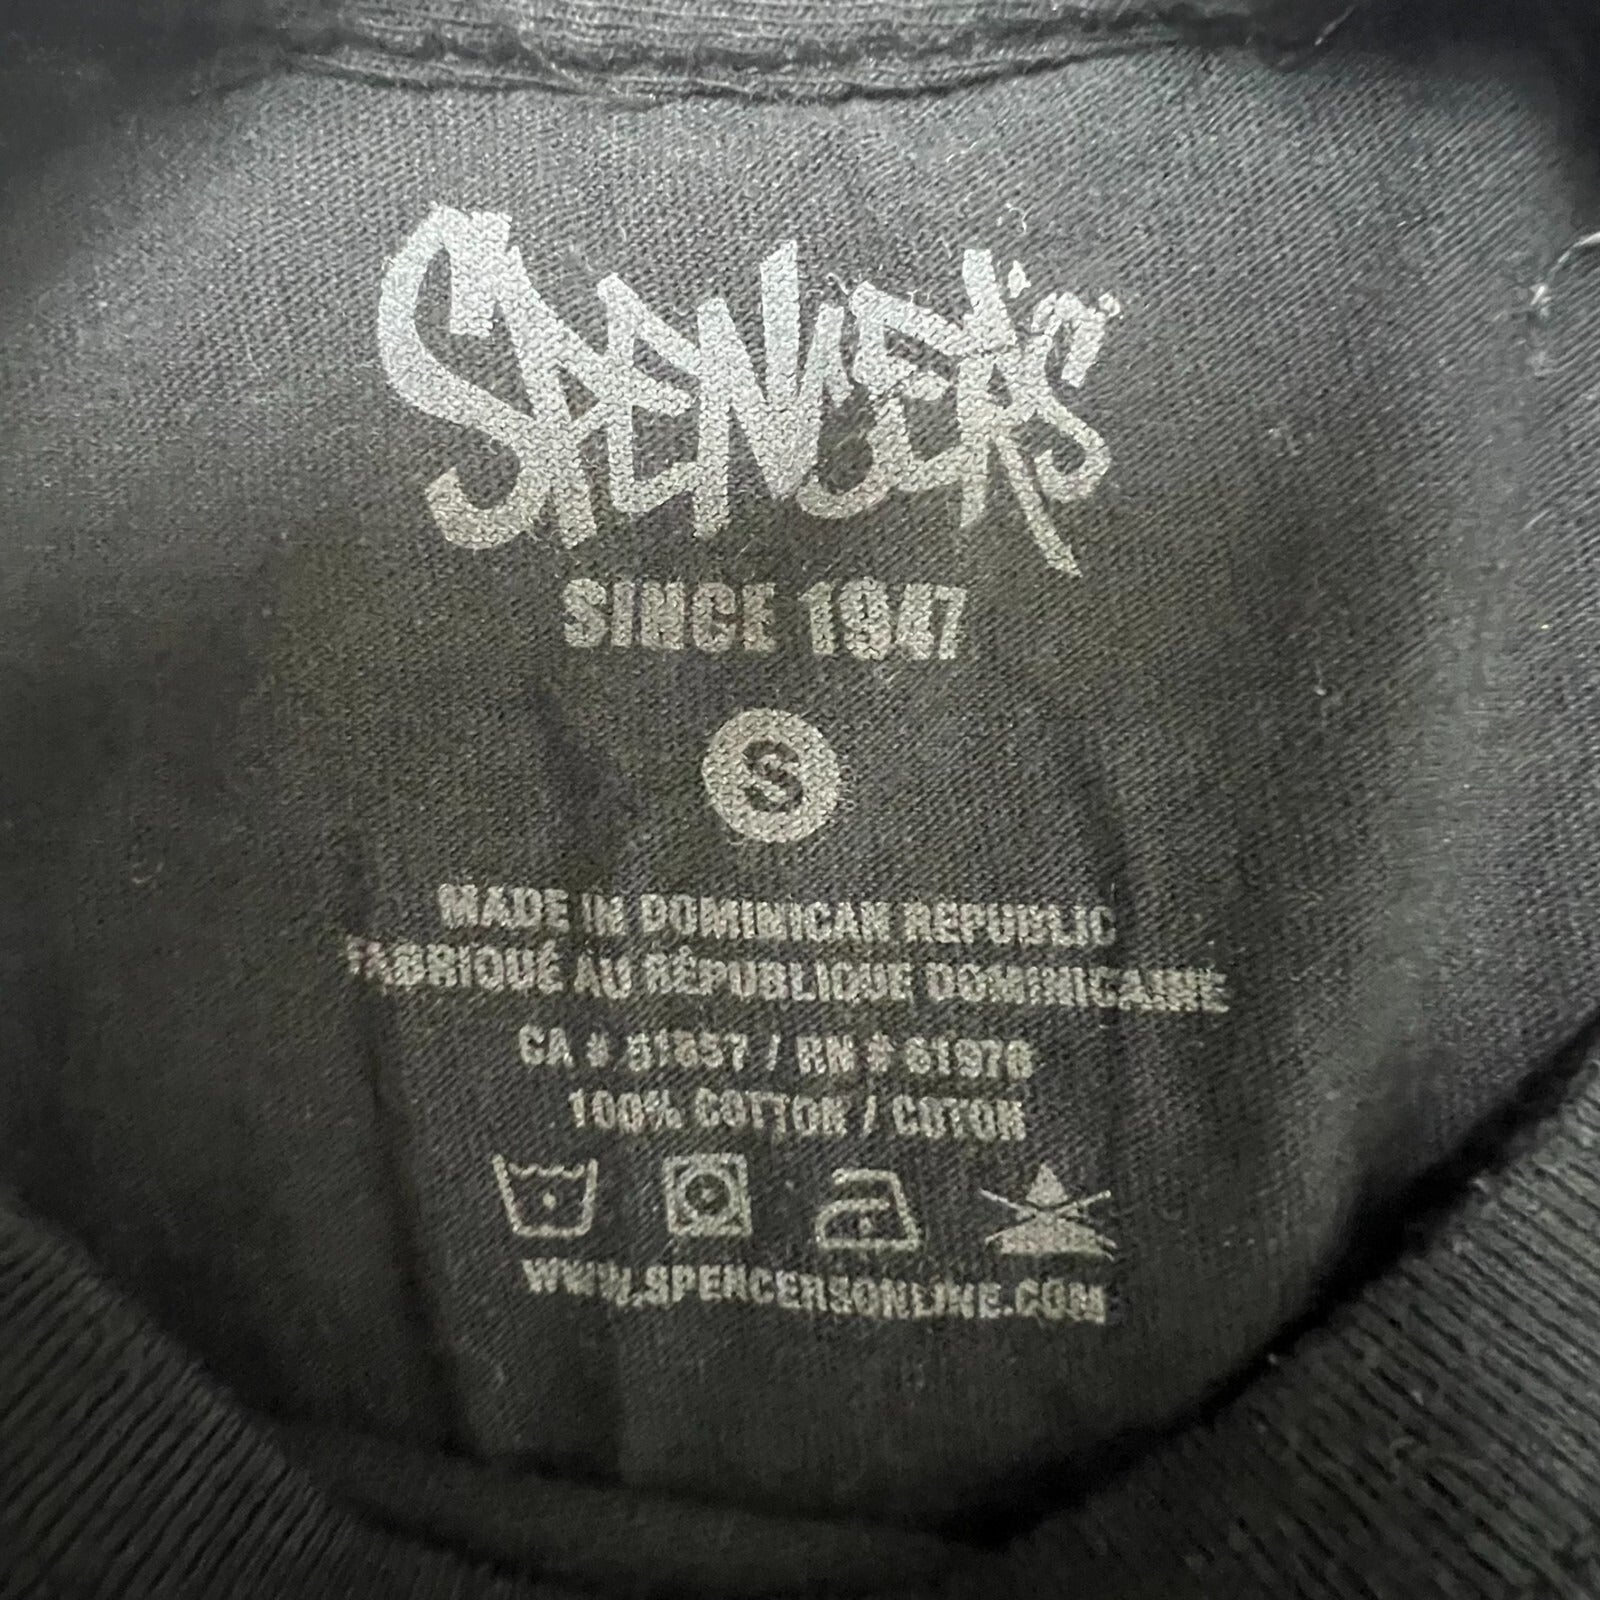 SPENCER'S
SINCE 1947
S
MADE IN DOMINICAN REPUBLIC
FABRIQUÉ AU RÉPUBLIQUE DOMINICAINE
CA # 51857 / RN # 61976
100% COTTON / COTON
WWW.SPENCERSONLINE.COM